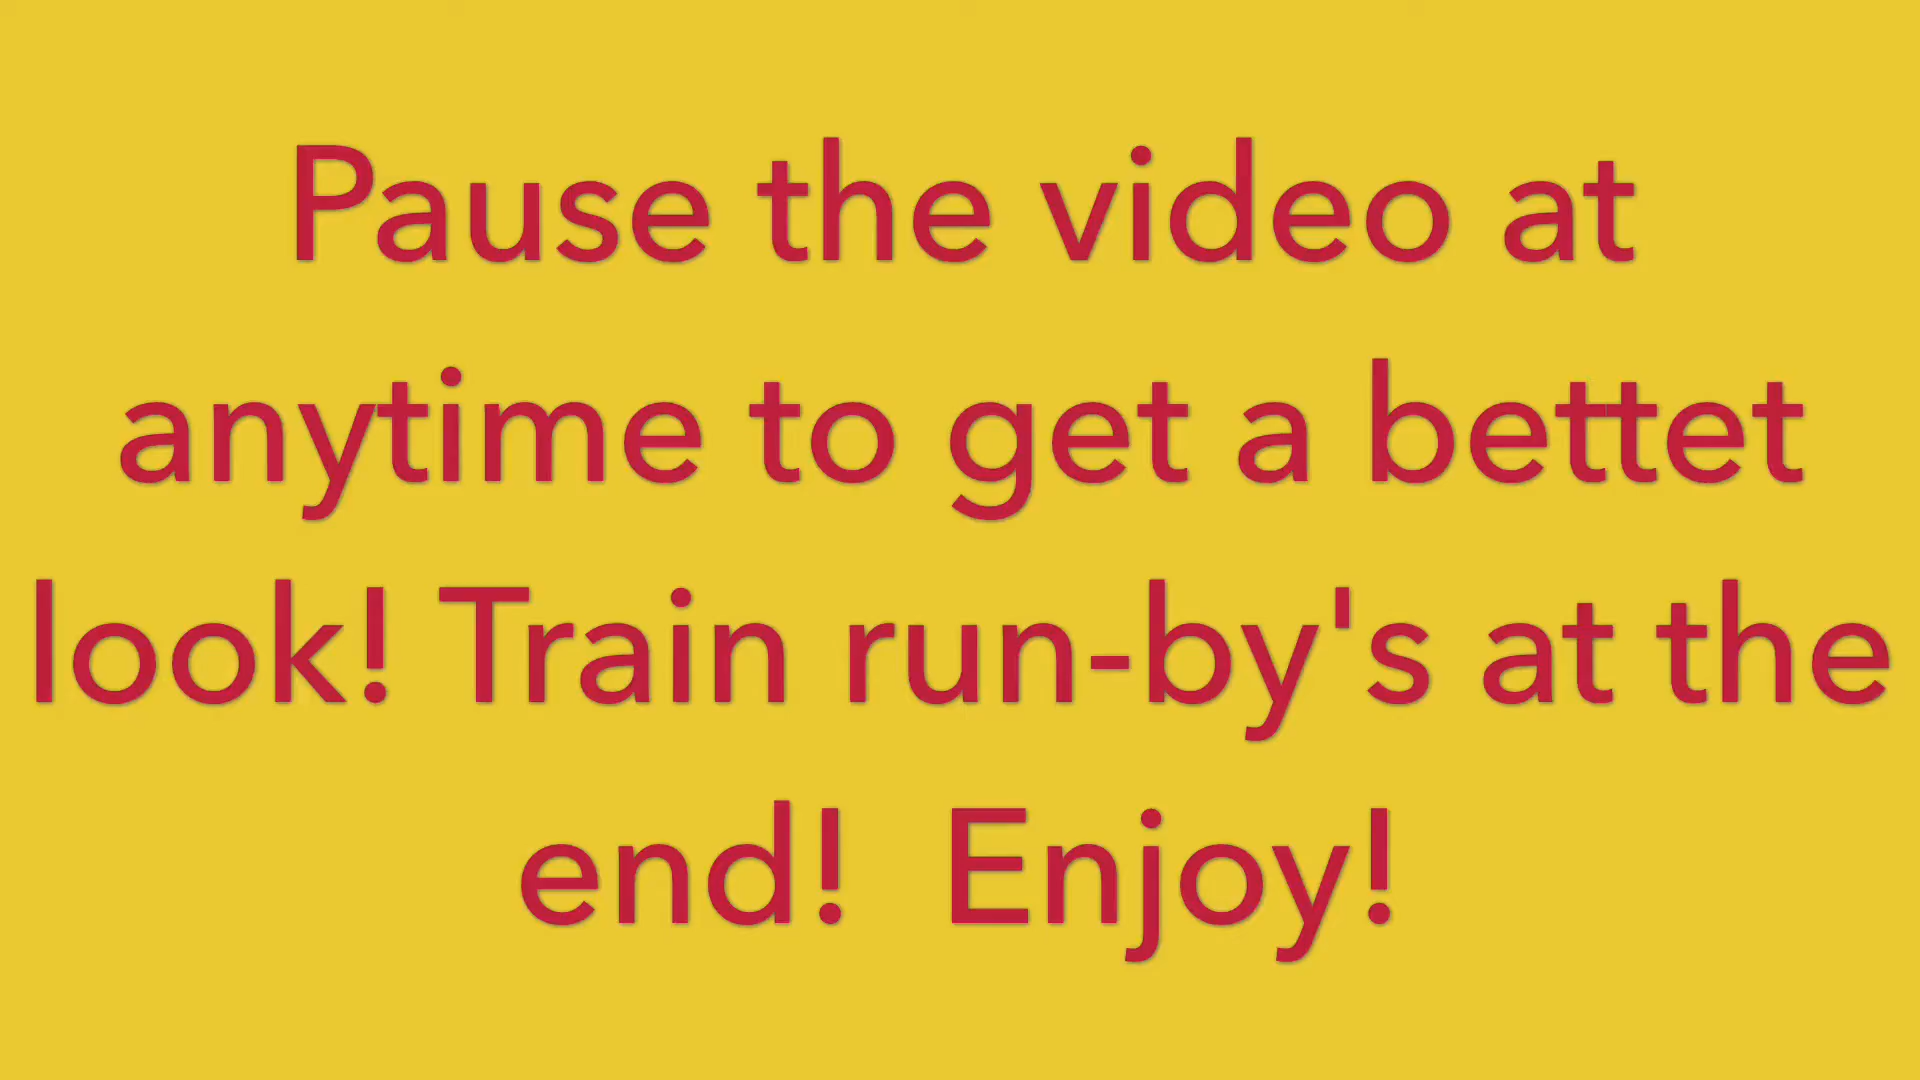 Pause the video at
anytime to get a bettet
look! Train run-by's at the
end!  Enjoy!